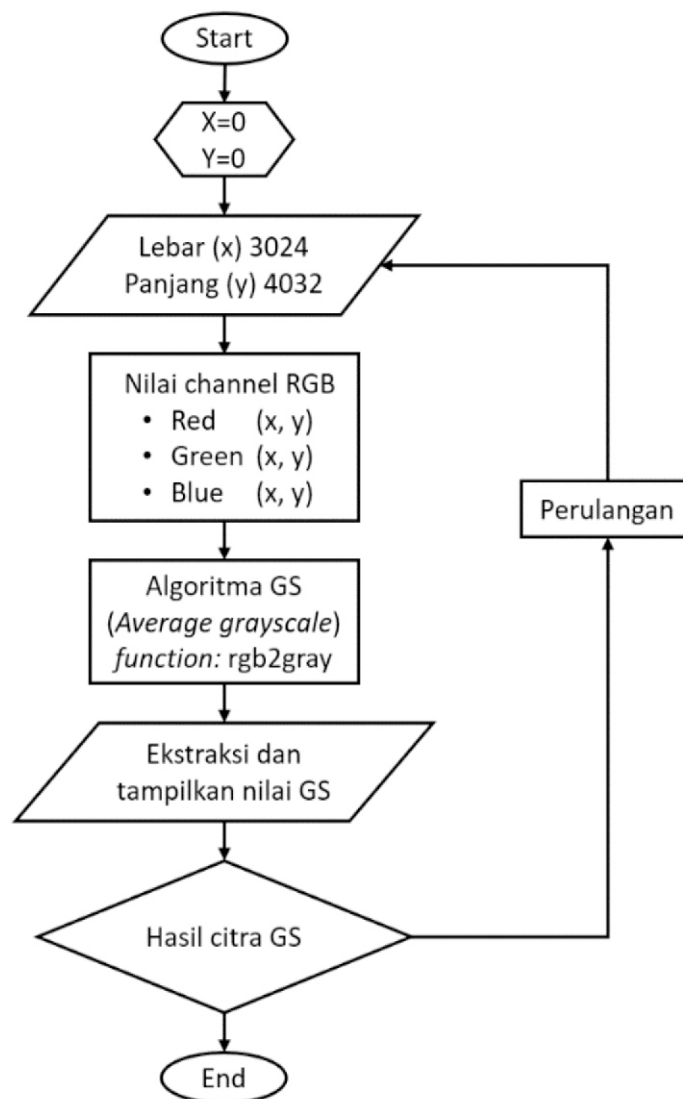 Start
X=0
Y=0
Lebar (x) 3024
Panjang (y) 4032
Nilai channel RGB
• Red (x, y)
• Green (x, y)
• Blue (x, y)
Algoritma GS
(Average grayscale)
function: rgb2gray
Ekstraksi dan
tampilkan nilai GS
Hasil citra GS
Perulangan
End